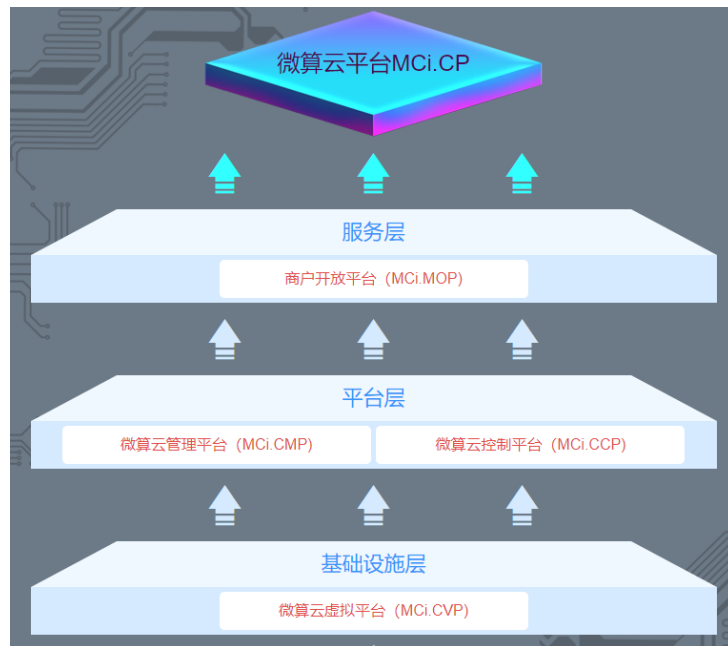 微算云平台MCi.CP
服务层
商户开放平台（MCi.MOP）
平台层
微算云管理平台（MCi.CMP）
微算云控制平台（MCi.CCP）
基础设施层
微算云虚拟平台（MCi.CVP）